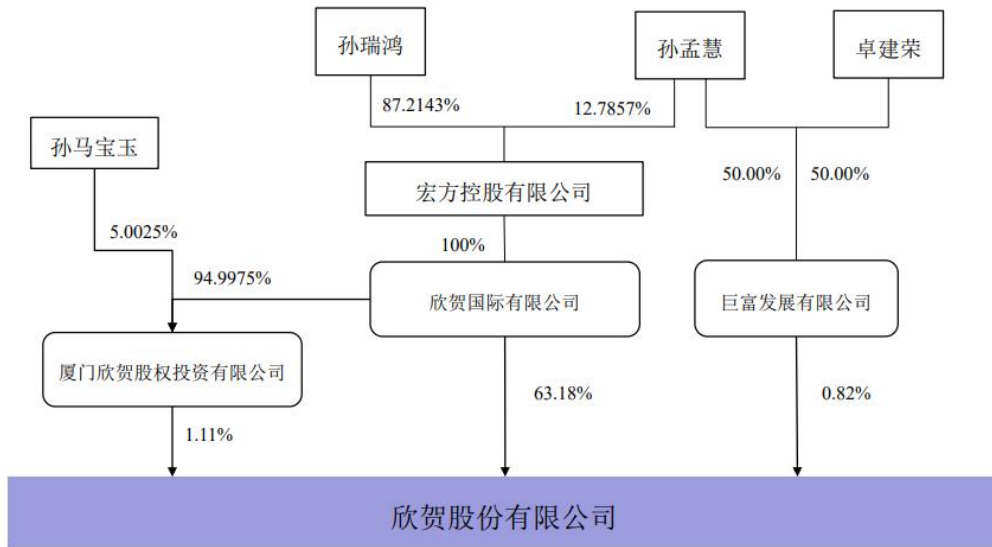 孙瑞鸿
孙孟慧
卓建荣
87.2143%
12.7857%
孙马宝玉
宏方控股有限公司
50.00%
50.00%
5.0025%
100%
94.9975%
欣贺国际有限公司
巨富发展有限公司
厦门欣贺股权投资有限公司
63.18%
0.82%
1.11%
欣贺股份有限公司